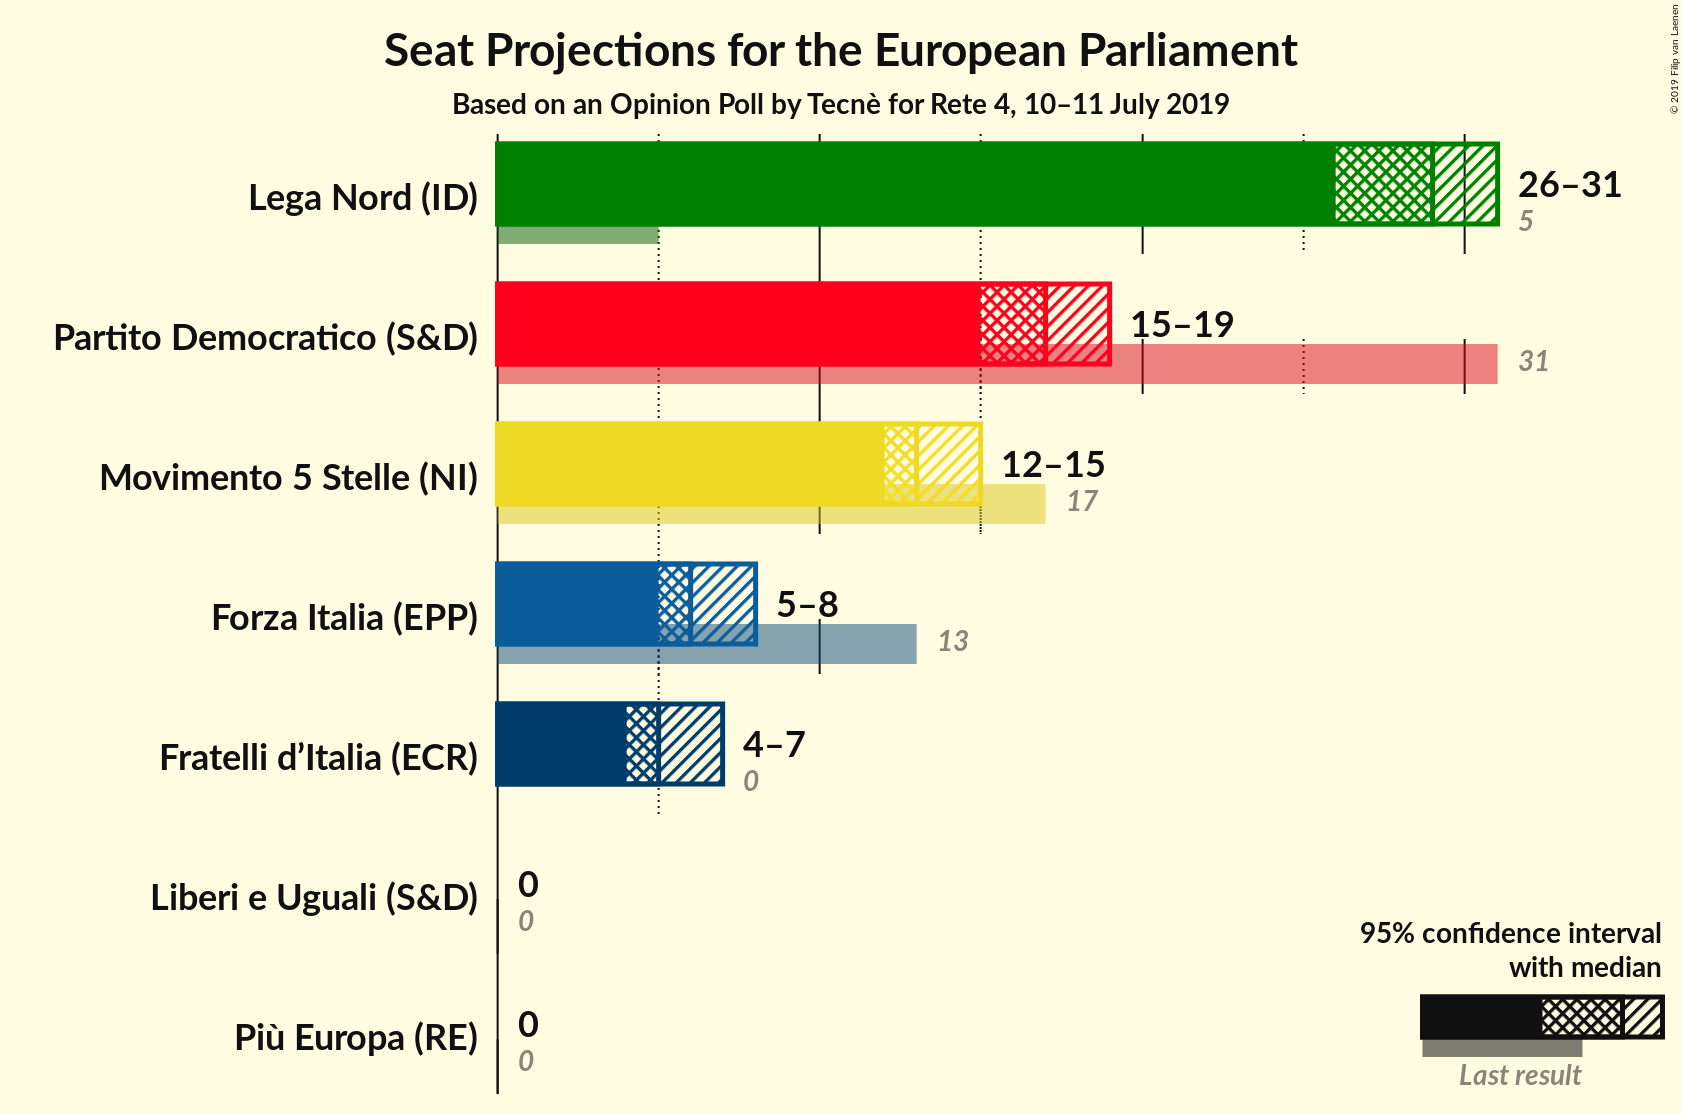 Seat Projections for the European Parliament
Based on an Opinion Poll by Tecnè for Rete 4, 10–11 July 2019
© 2019 Filip van Laenen
Lega Nord (ID)
26–31
5
Partito Democratico (S&D)
15–19
31
Movimento 5 Stelle (NI)
12–15
17
Forza Italia (EPP)
5–8
13
Fratelli d’Italia (ECR)
4–7
0
Liberi e Uguali (S&D)
0
0
Più Europa (RE)
0
0
95% confidence interval
with median
Last result